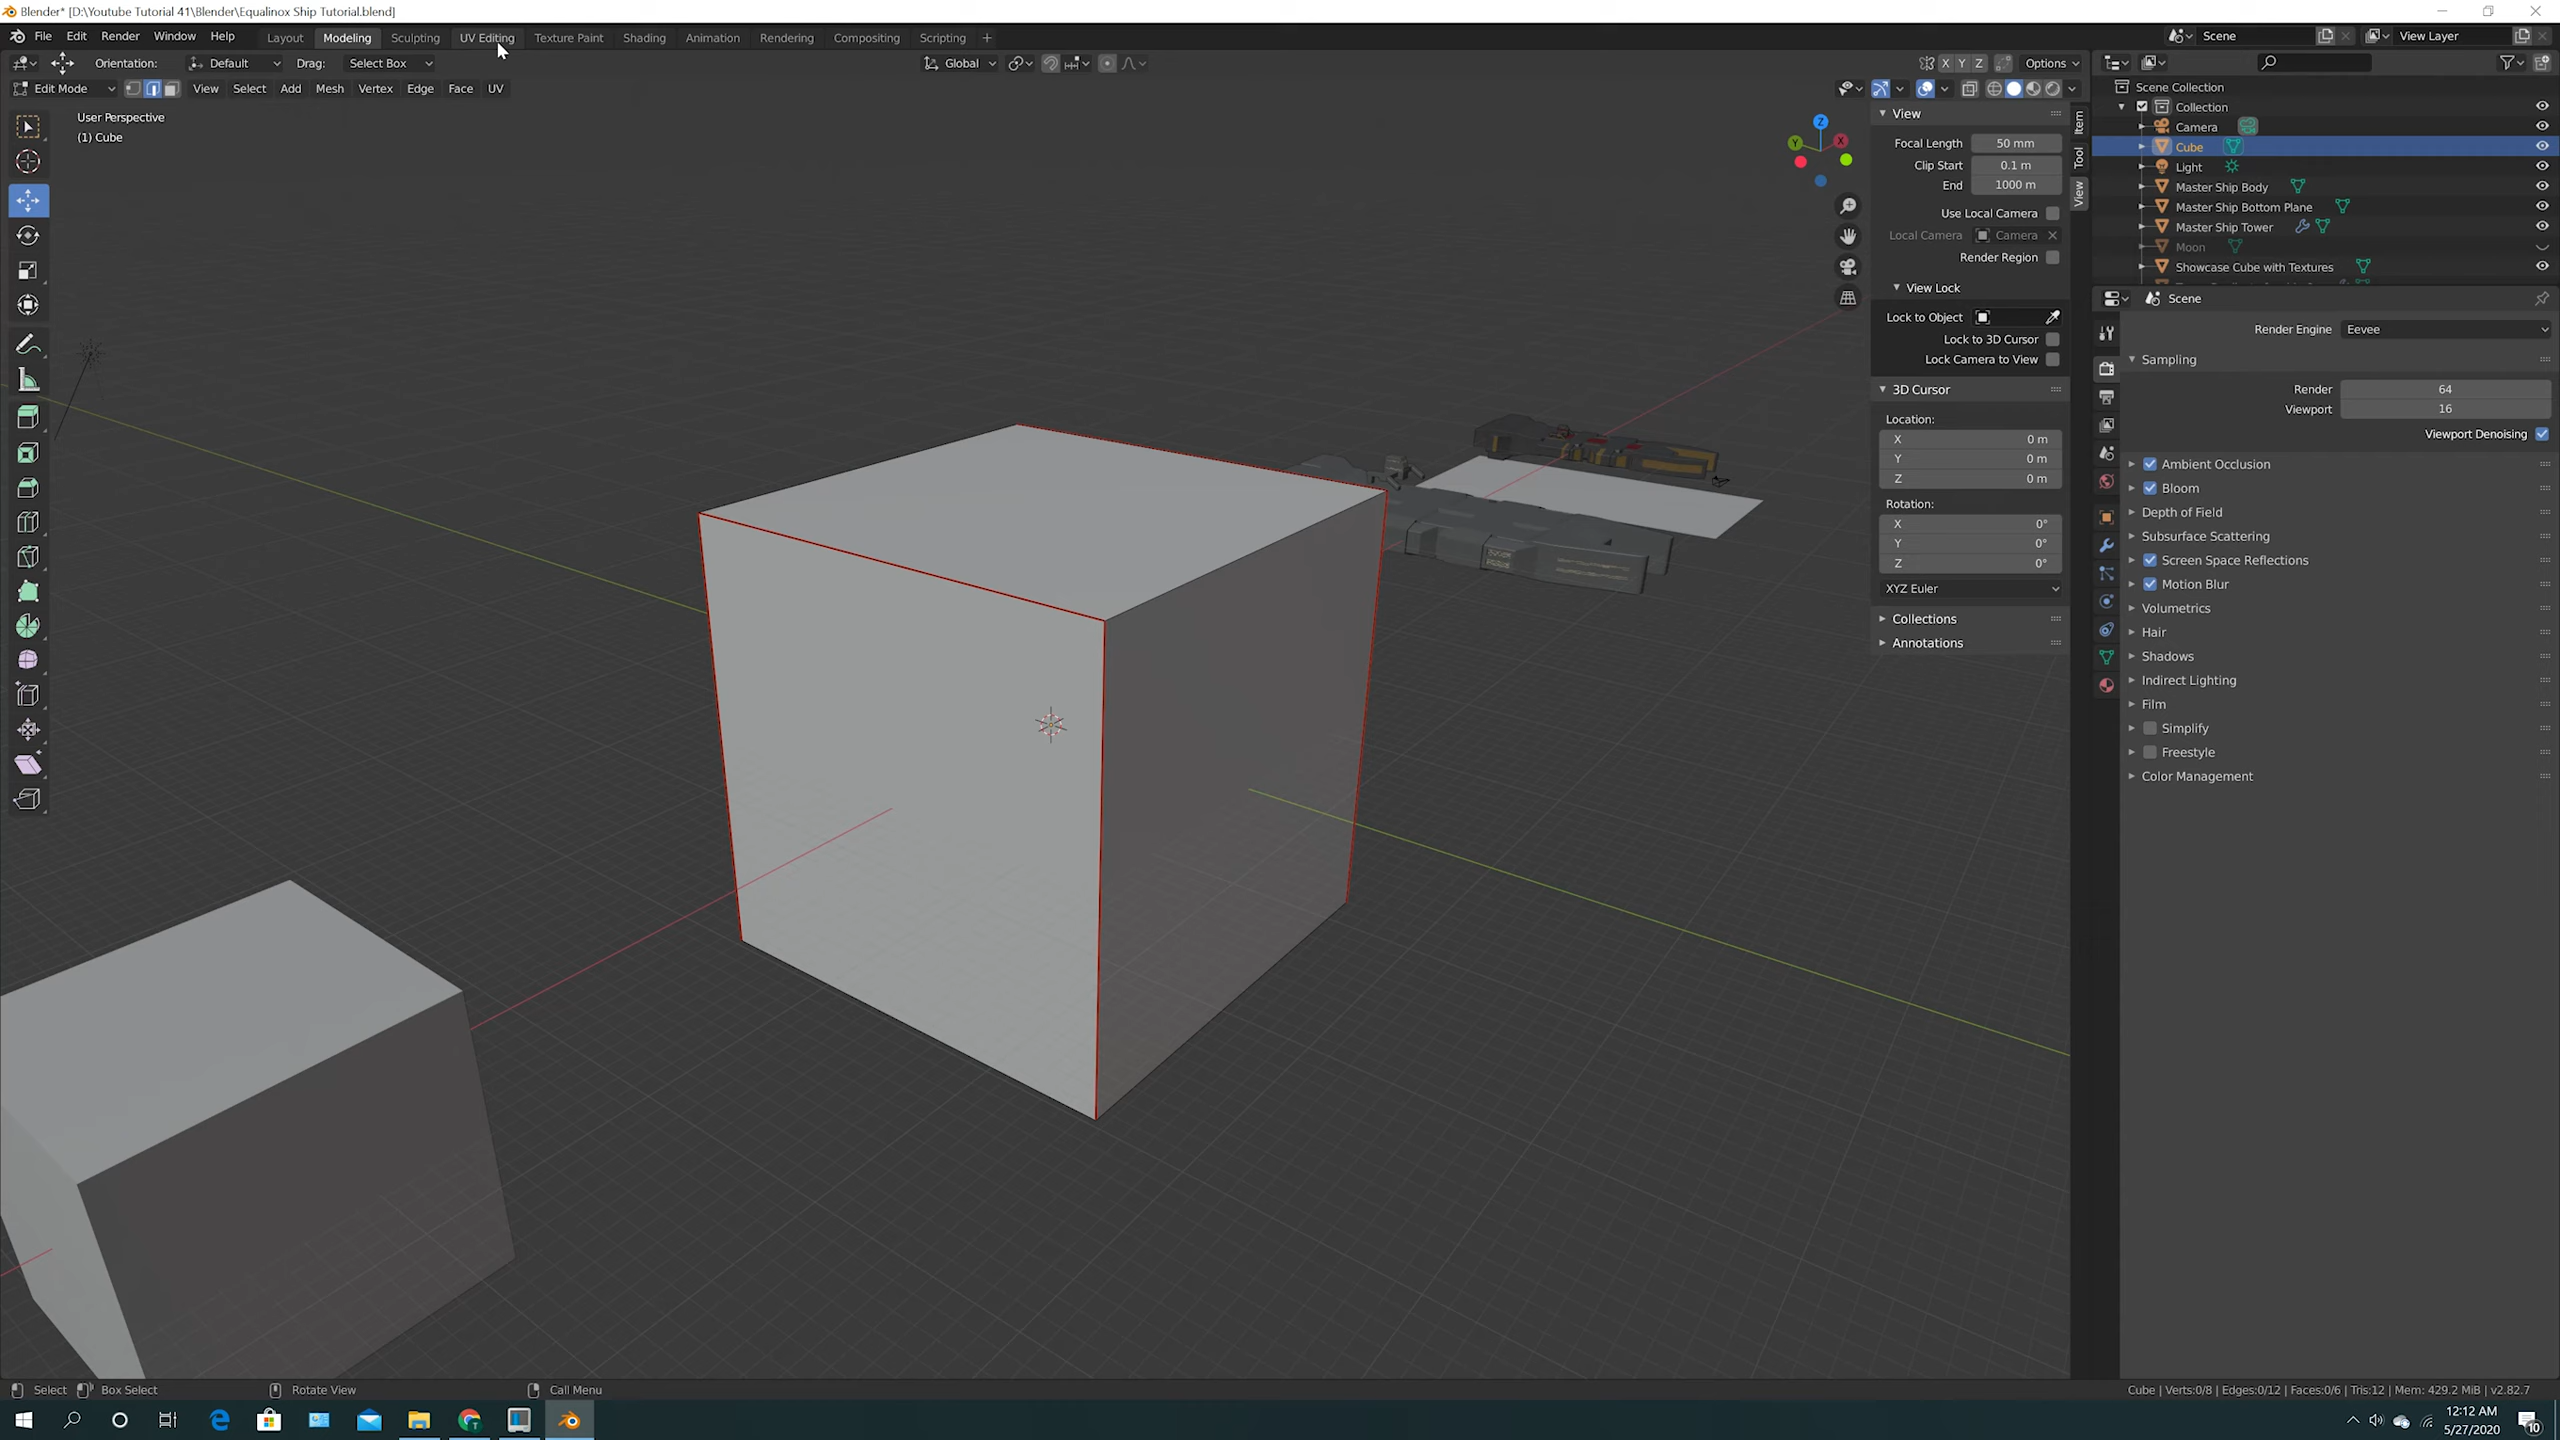 Blender* [D:\Youtube Tutorial 41\Blender\Equalinox Ship Tutorial.blend]
File Edit Render Window Help Layout Modeling Sculpting UV Editing Texture Paint Shading Animation Rendering Compositing Scripting + Scene View Layer
Orientation: Default Drag: Select Box Global X Y Z Options
Edit Mode View Select Add Mesh Vertex Edge Face UV
User Perspective
(1) Cube
Z
Y
X
View
Focal Length 50 mm
Clip Start 0.1 m
End 1000 m
Use Local Camera
Local Camera Camera
Render Region
View Lock
Lock to Object
Lock to 3D Cursor
Lock Camera to View
3D Cursor
Location:
X 0 m
Y 0 m
Z 0 m
Rotation:
X 0°
Y 0°
Z 0°
XYZ Euler
Collections
Annotations
Item
Tool
View
Scene Collection
Collection
Camera
Cube
Light
Master Ship Body
Master Ship Bottom Plane
Master Ship Tower
Moon
Showcase Cube with Textures
Scene
Render Engine Eevee
Sampling
Render 64
Viewport 16
Viewport Denoising
Ambient Occlusion
Bloom
Depth of Field
Subsurface Scattering
Screen Space Reflections
Motion Blur
Volumetrics
Hair
Shadows
Indirect Lighting
Film
Simplify
Freestyle
Color Management
Select Box Select Rotate View Call Menu Cube | Verts:0/8 | Edges:0/12 | Faces:0/6 | Tris:12 | Mem: 429.2 MiB | v2.82.7
12:12 AM
5/27/2020
10